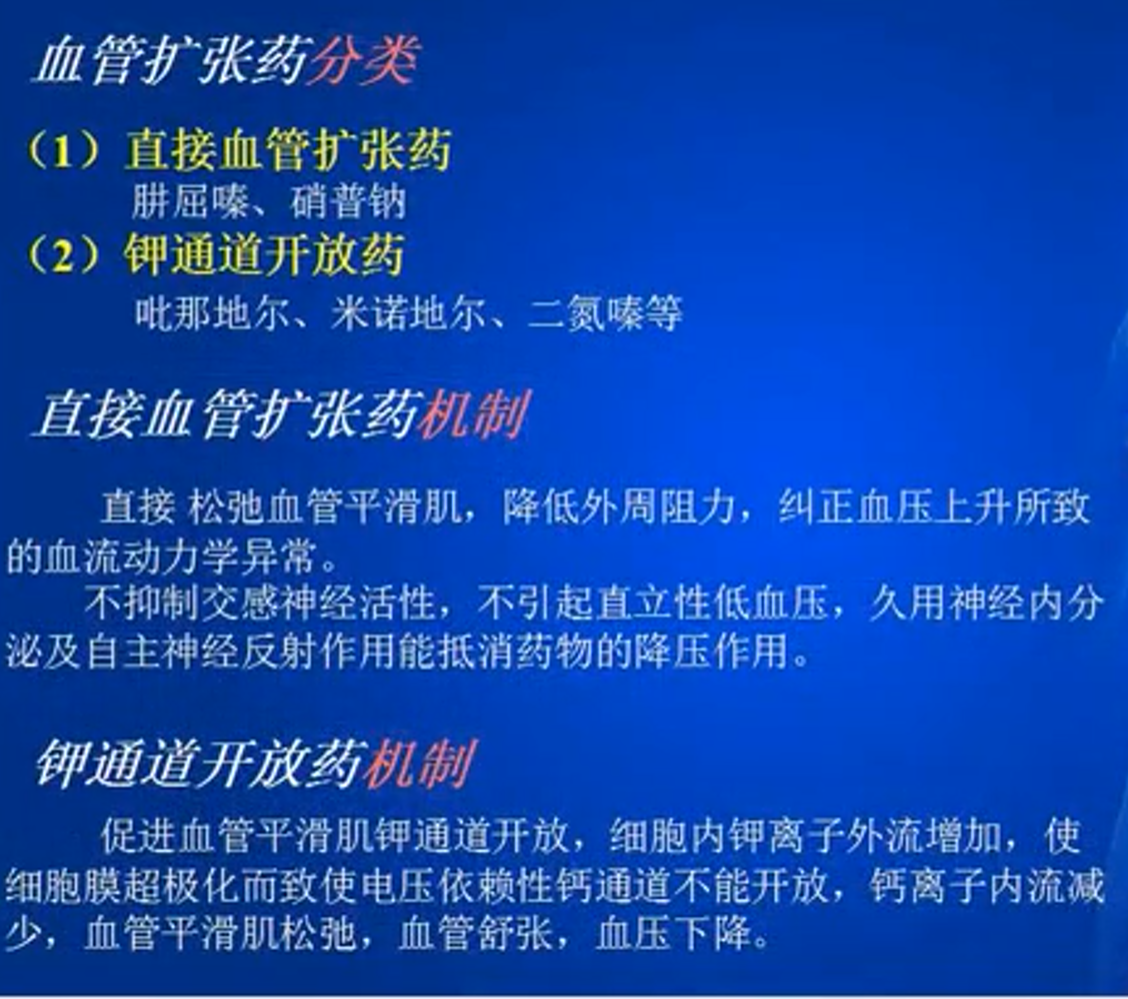 血管扩张药分类
（1）直接血管扩张药
肼屈嗪、硝普钠
（2）钾通道开放药
吡那地尔、米诺地尔、二氮嗪等
直接血管扩张药机制
直接 松弛血管平滑肌，降低外周阻力，纠正血压上升所致
的血流动力学异常。
不抑制交感神经活性，不引起直立性低血压，久用神经内分
泌及自主神经反射作用能抵消药物的降压作用。
钾通道开放药机制
促进血管平滑肌钾通道开放，细胞内钾离子外流增加，使
细胞膜超极化而致使电压依赖性钙通道不能开放，钙离子内流减
少，血管平滑肌松弛，血管舒张，血压下降。